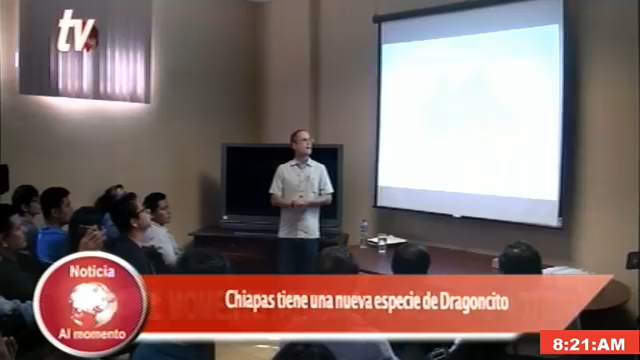 tv
Noticia
Al momento
Chiapas tiene una nueva especie de Dragoncito
8:21:AM